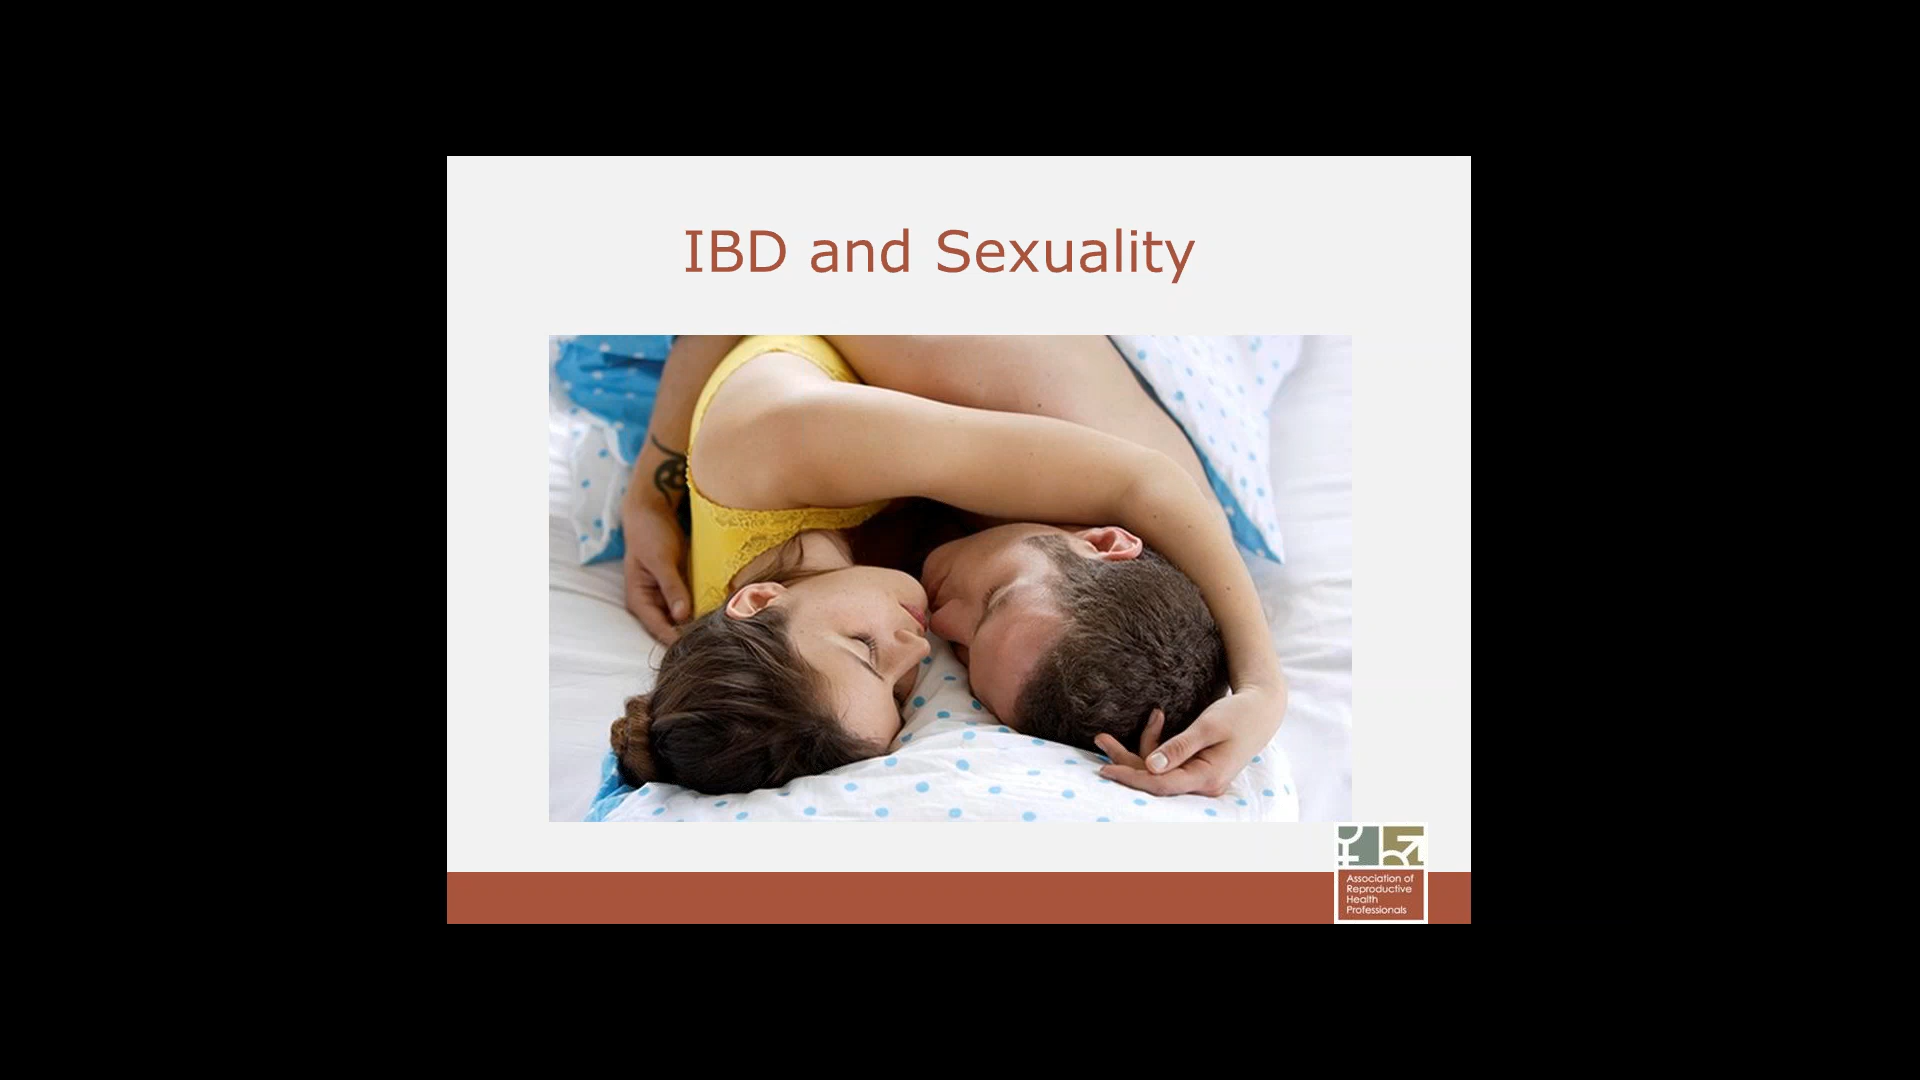 IBD and Sexuality
Association of
Reproductive
Health
Professionals